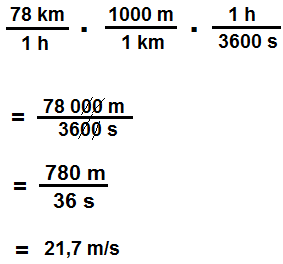 78 km / 1 h · 1000 m / 1 km · 1 h / 3600 s
= 78 000 m / 3600 s
= 780 m / 36 s
= 21,7 m/s